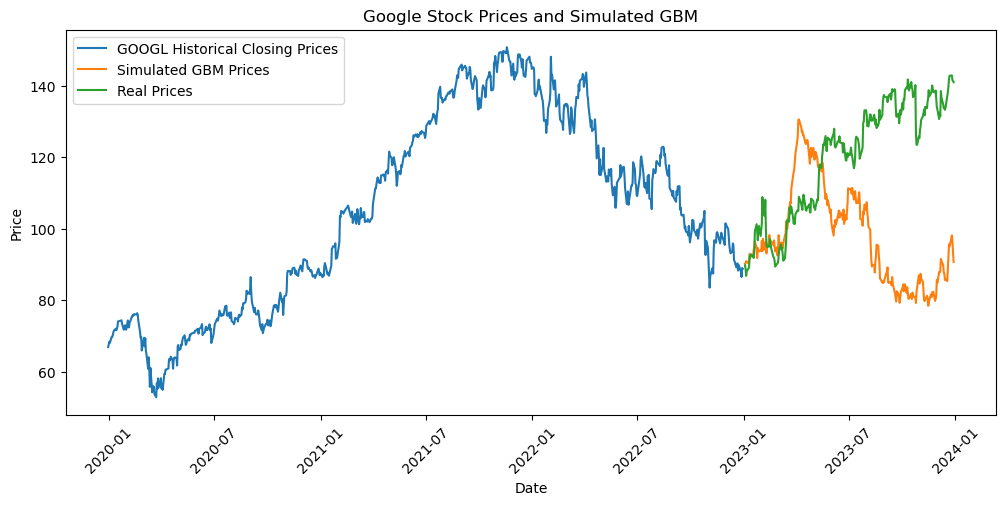 Google Stock Prices and Simulated GBM
GOOGL Historical Closing Prices
Simulated GBM Prices
Real Prices
Price
140
120
100
80
60
2020-01
2020-07
2021-01
2021-07
2022-01
2022-07
2023-01
2023-07
2024-01
Date